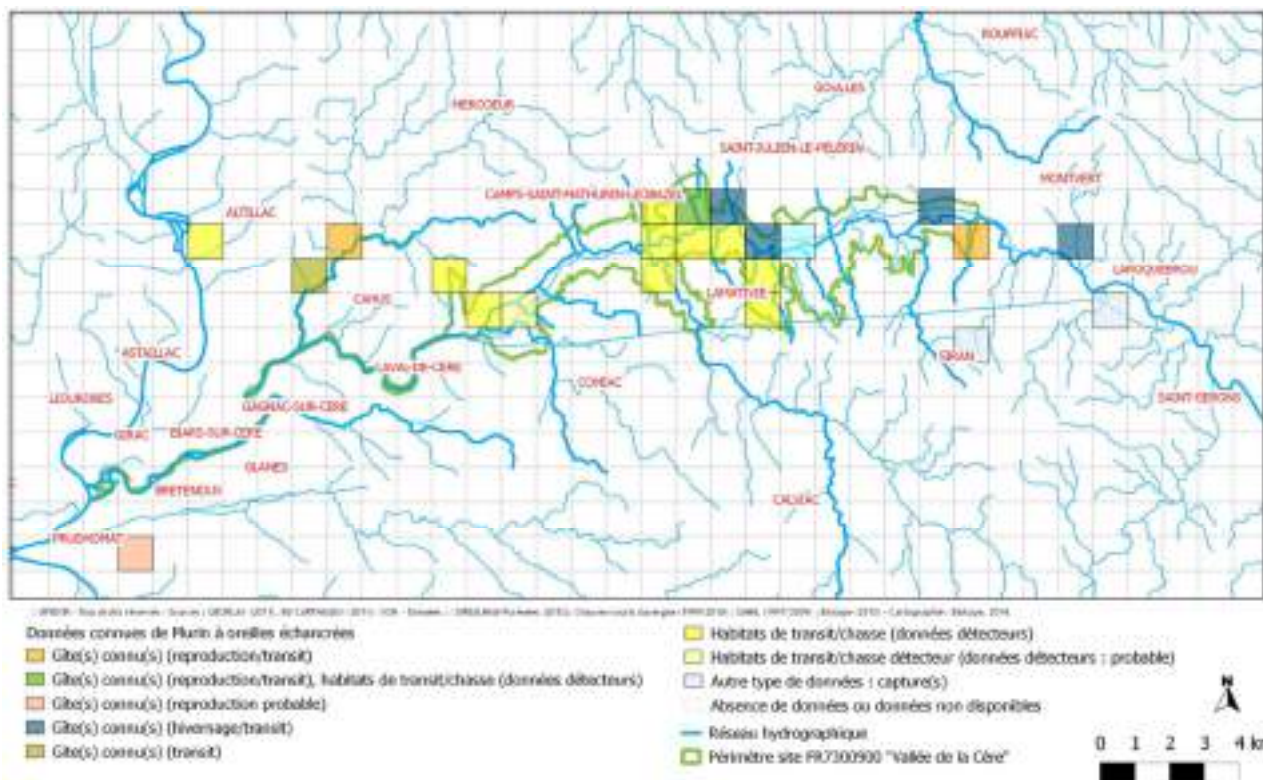 ROUFFIAC
GOULLES
MERCOEUR
SAINT-JULIEN-LE-PELERIN
MONTVERT
CAMPS-SAINT-MATHURIN-LEOBAZEL
ALTILLAC
LAROQUEBROU
CAHUS
LAMATIVIE
ASTAILLAC
SIRAN
LAVAL-DE-CERE
COMIAC
SAINT-GERONS
LIOURDRES
GAGNAC-SUR-CERE
GIRAC
BIARS-SUR-CERE
GLANES
BRETENOUX
CALVIAC
PRUDHOMAT
Données connues de Murin à oreilles échancrées
Gîte(s) connu(s) (reproduction/transit)
Gîte(s) connu(s) (reproduction/transit), habitats de transit/chasse (données détecteurs)
Gîte(s) connu(s) (reproduction probable)
Gîte(s) connu(s) (hivernage/transit)
Gîte(s) connu(s) (transit)
Habitats de transit/chasse (données détecteurs)
Habitats de transit/chasse détecteur (données détecteurs : probable)
Autre type de données : capture(s)
Absence de données ou données non disponibles
Réseau hydrographique
Périmètre site FR7300900 "Vallée de la Cère"
N
0 1 2 3 4 km